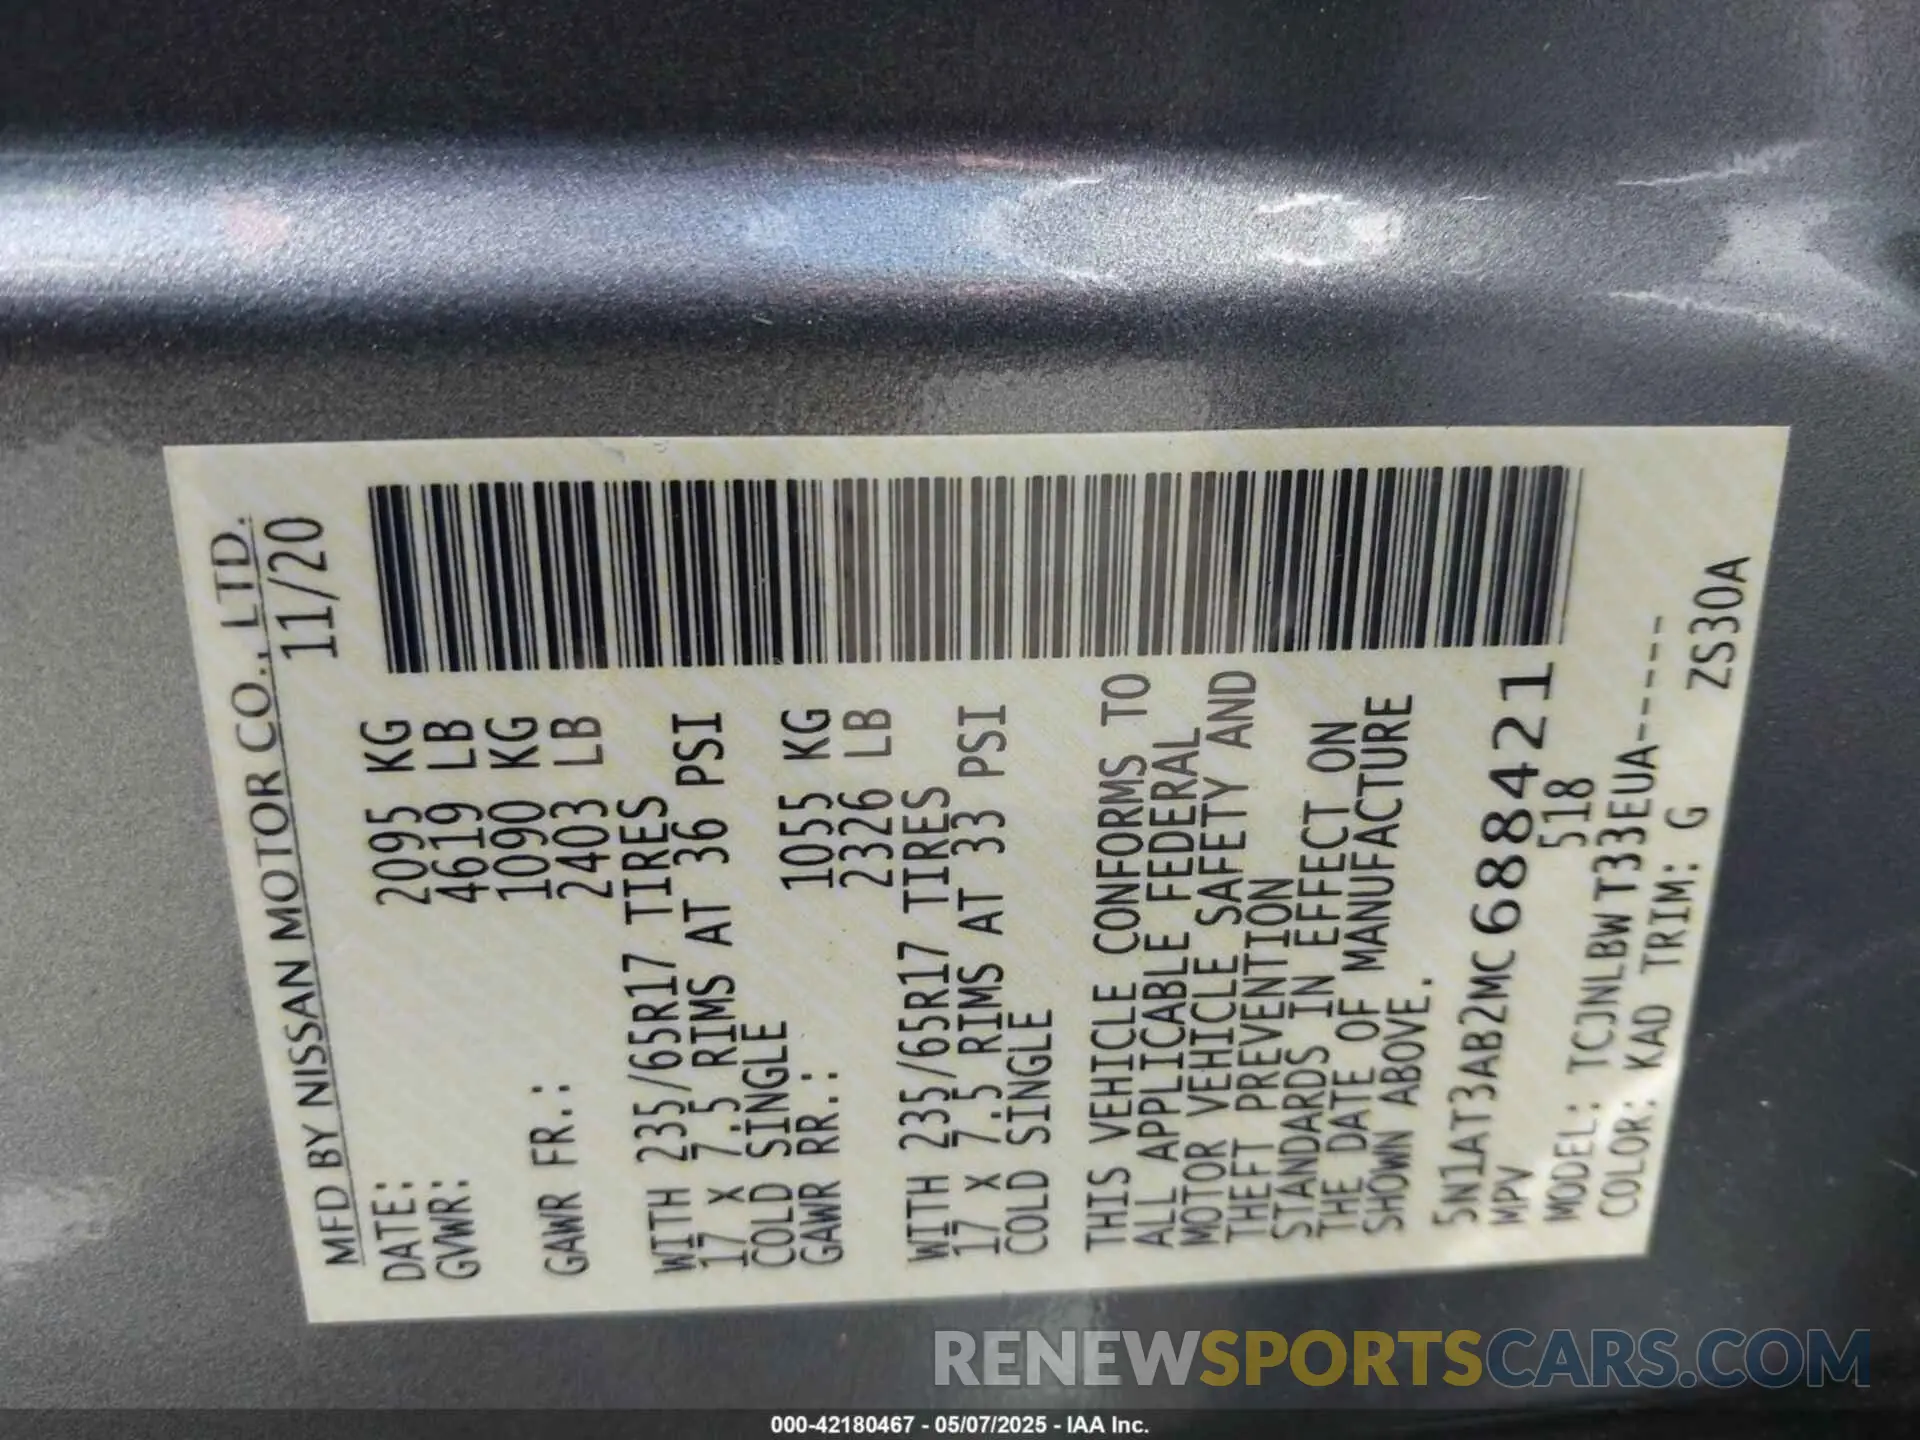 MFD BY NISSAN MOTOR CO., LTD.
DATE: 11/20
GVWR: 2095 KG
4619 LB
1090 KG
GAWR FR.: 2403 LB
WITH 235/65R17 TIRES
17 X 7.5 RIMS AT 36 PSI
COLD SINGLE
GAWR RR.: 1055 KG
2326 LB
WITH 235/65R17 TIRES
17 X 7.5 RIMS AT 33 PSI
COLD SINGLE
THIS VEHICLE CONFORMS TO
ALL APPLICABLE FEDERAL
MOTOR VEHICLE SAFETY AND
THEFT PREVENTION
STANDARDS IN EFFECT ON
THE DATE OF MANUFACTURE
SHOWN ABOVE.
5N1AT3AB2MC688421
MPV 518
MODEL: TCJNLBWT33EUA-----
COLOR: KAD TRIM: G ZS30A
RENEWSPORTSCARS.COM
000-42180467 - 05/07/2025 - IAA Inc.